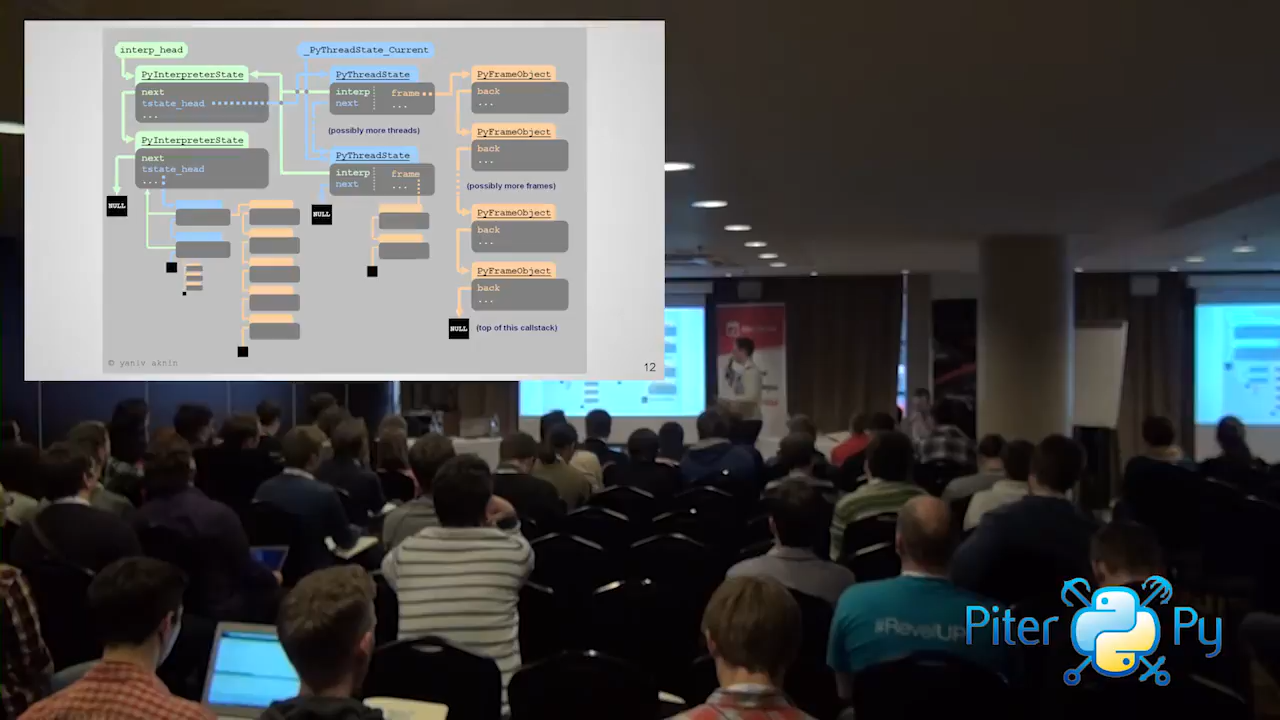 interp_head
_PyThreadState_Current
PyInterpreterState
next
tstate_head
...
PyThreadState
interp
next
frame
...
PyFrameObject
back
...
(possibly more threads)
PyFrameObject
back
...
PyInterpreterState
next
tstate_head
...
PyThreadState
interp
next
frame
...
(possibly more frames)
NULL
NULL
PyFrameObject
back
...
PyFrameObject
back
...
NULL
(top of this callstack)
© yaniv aknin
12
#RevelUP
Piter Py